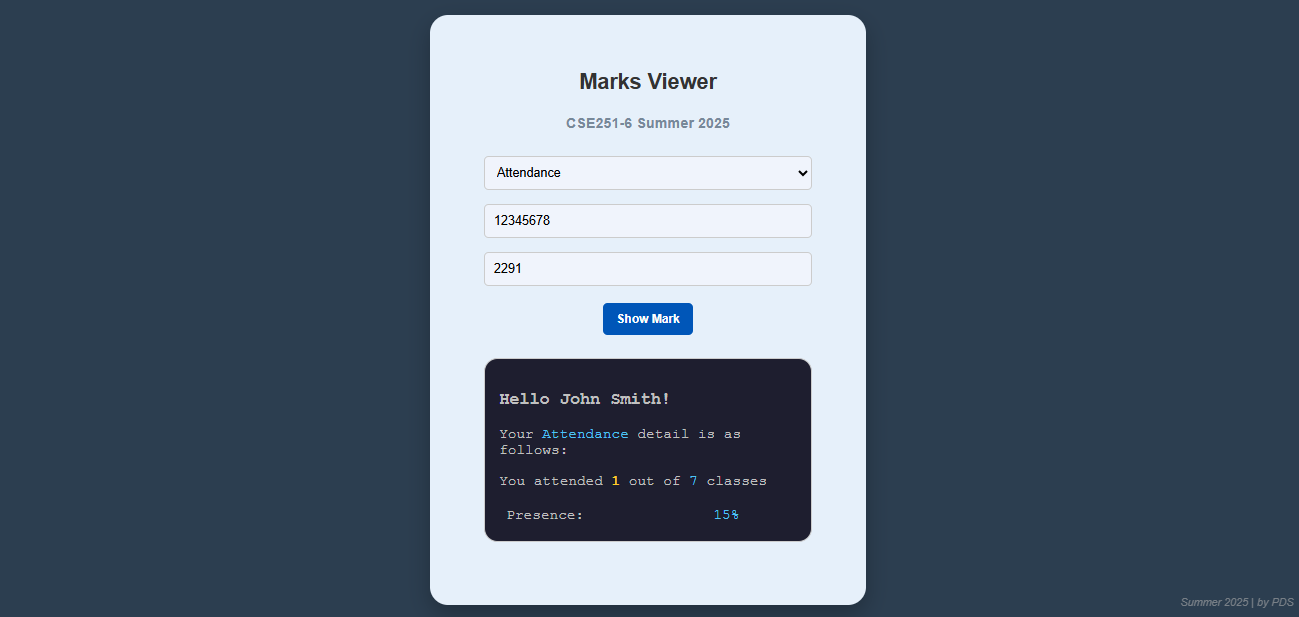 Marks Viewer
CSE251-6 Summer 2025
Attendance
12345678
2291
Show Mark
Hello John Smith!
Your Attendance detail is as
follows:
You attended 1 out of 7 classes
Presence: 15%
Summer 2025 | by PDS